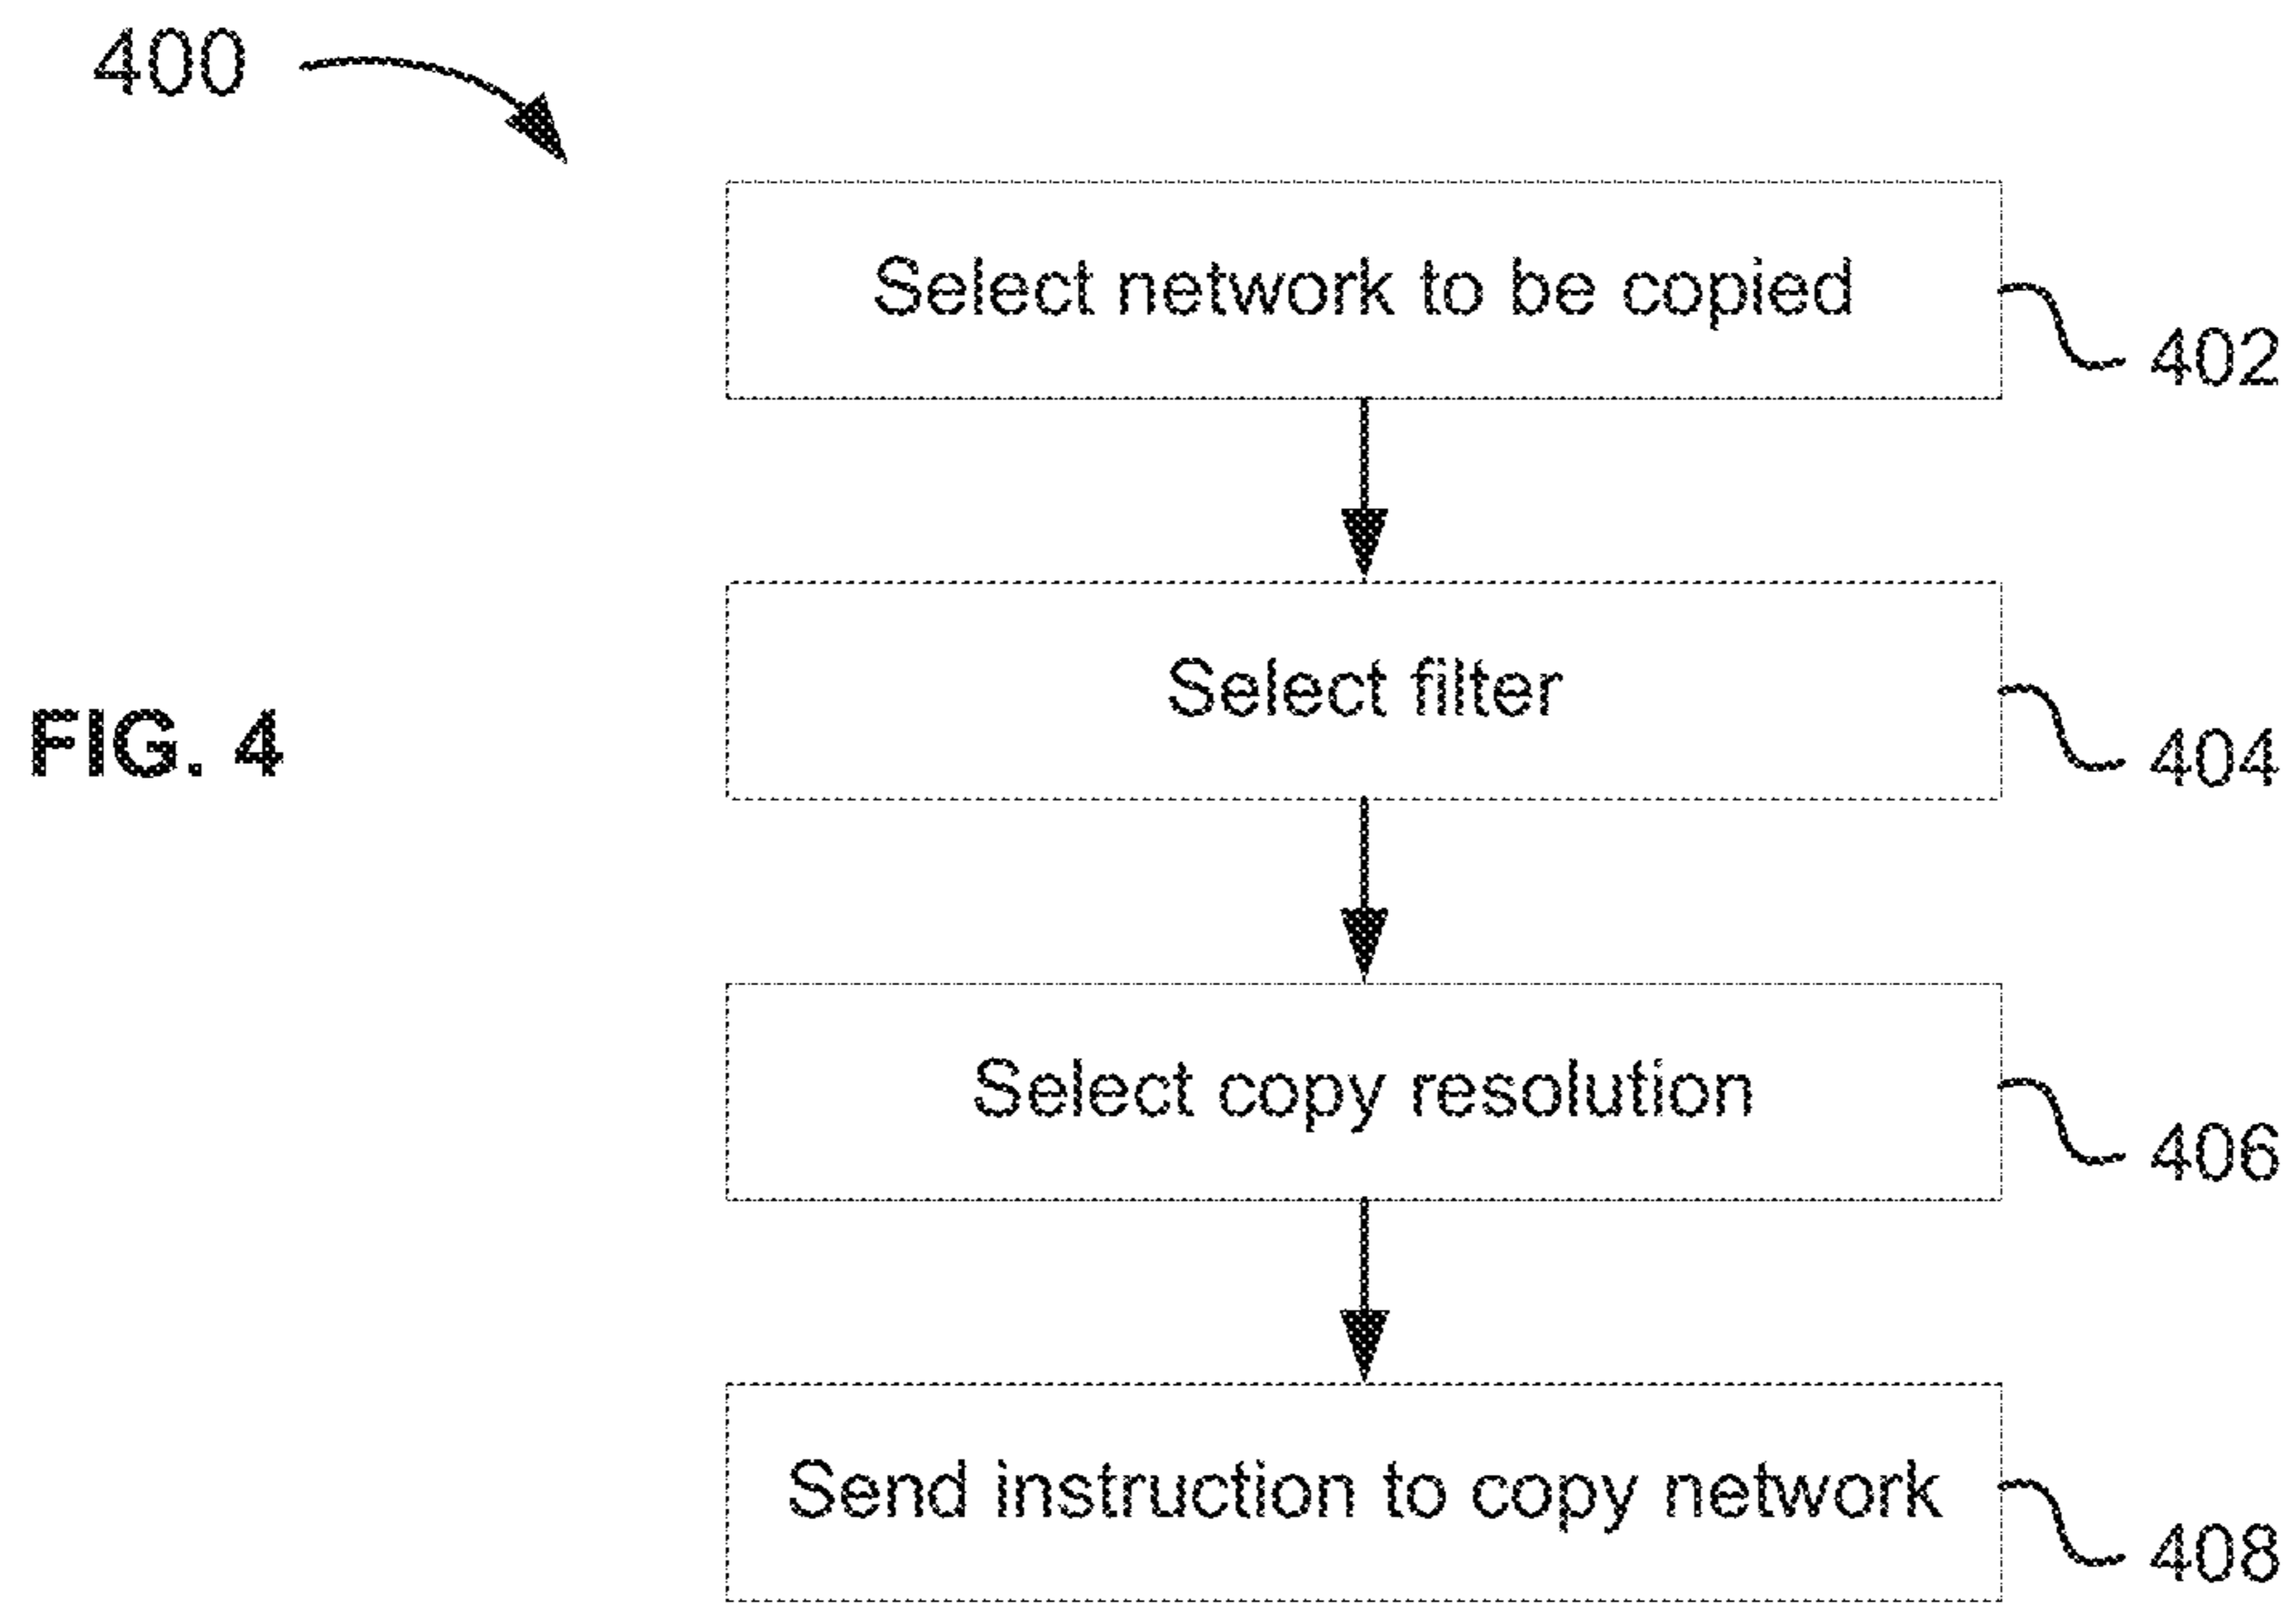 400
Select network to be copied
402
Select filter
404
FIG. 4
Select copy resolution
406
Send instruction to copy network
408